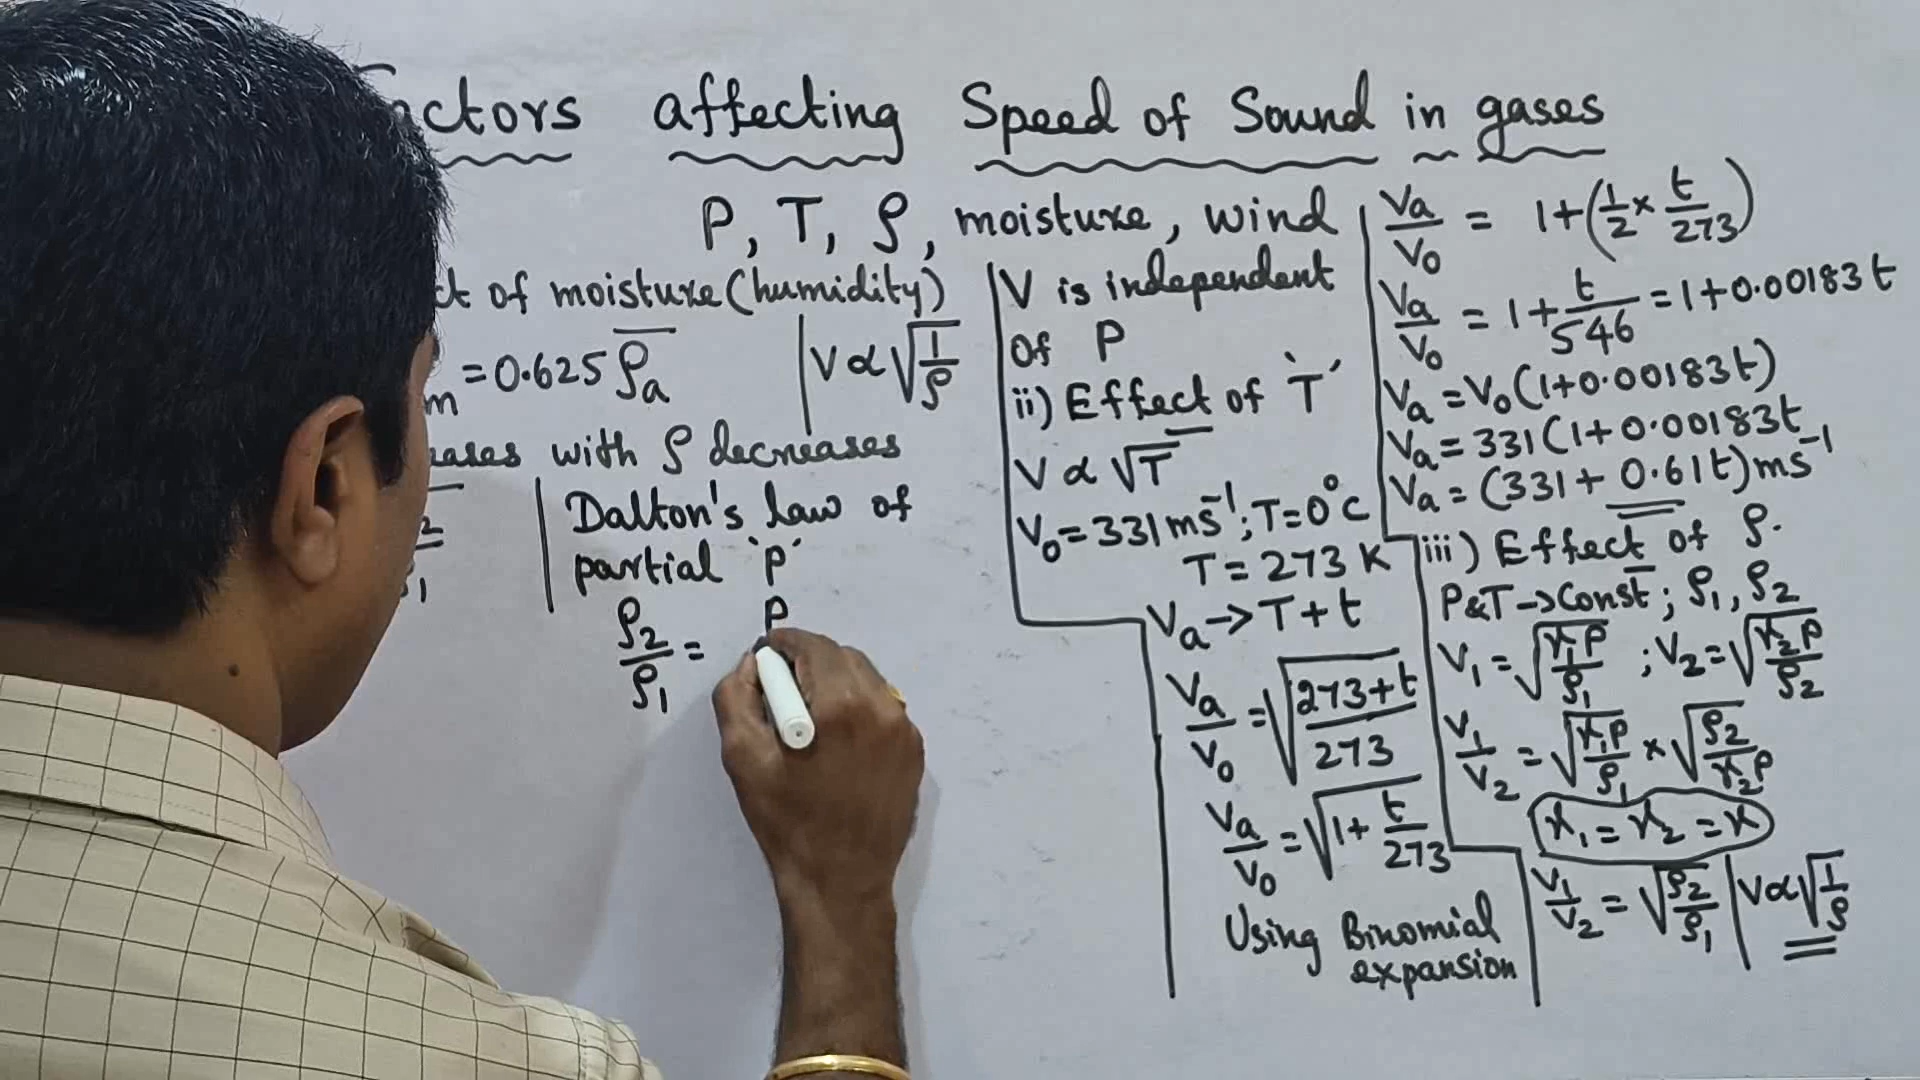 ctors affecting Speed of Sound in gases
P, T, ρ, moisture, wind
ct of moisture (humidity)
m = 0.625 ρa
V ∝ √(1/ρ)
eases with ρ decreases
2
1
Dalton's law of
partial 'P'
ρ2/ρ1 = P
V is independent
of P
ii) Effect of 'T'
V ∝ √T
V0 = 331 ms⁻¹; T = 0°C
T = 273 K
Va → T + t
Va/V0 = √((273+t)/273)
Va/V0 = √(1 + t/273)
Using Binomial
expansion
Va/V0 = 1 + (1/2 × t/273)
Va/V0 = 1 + t/546 = 1 + 0.00183t
Va = V0 (1 + 0.00183t)
Va = 331 (1 + 0.00183t
Va = (331 + 0.61t) ms⁻¹
iii) Effect of ρ.
P & T → Const; ρ1, ρ2
V1 = √(γ1P/ρ1) ; V2 = √(γ2P/ρ2)
V1/V2 = √(γ1P/ρ1) × √(ρ2/γ2P)
γ1 = γ2 = γ
V1/V2 = √(ρ2/ρ1)
V ∝ √(1/ρ)